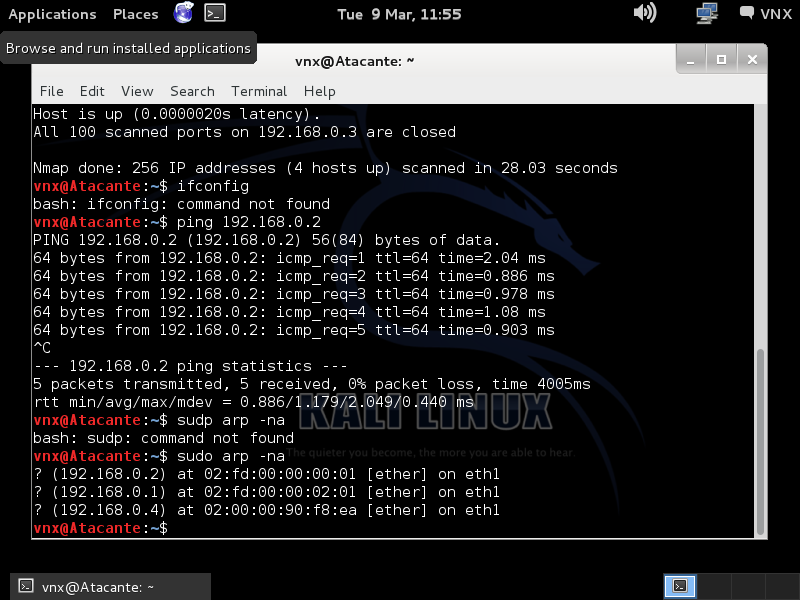 Applications Places Tue 9 Mar, 11:55 VNX
Browse and run installed applications
vnx@Atacante: ~
File Edit View Search Terminal Help
Host is up (0.0000020s latency).
All 100 scanned ports on 192.168.0.3 are closed
Nmap done: 256 IP addresses (4 hosts up) scanned in 28.03 seconds
vnx@Atacante:~$ ifconfig
bash: ifconfig: command not found
vnx@Atacante:~$ ping 192.168.0.2
PING 192.168.0.2 (192.168.0.2) 56(84) bytes of data.
64 bytes from 192.168.0.2: icmp_req=1 ttl=64 time=2.04 ms
64 bytes from 192.168.0.2: icmp_req=2 ttl=64 time=0.886 ms
64 bytes from 192.168.0.2: icmp_req=3 ttl=64 time=0.978 ms
64 bytes from 192.168.0.2: icmp_req=4 ttl=64 time=1.08 ms
64 bytes from 192.168.0.2: icmp_req=5 ttl=64 time=0.903 ms
^C
--- 192.168.0.2 ping statistics ---
5 packets transmitted, 5 received, 0% packet loss, time 4005ms
rtt min/avg/max/mdev = 0.886/1.179/2.049/0.440 ms
KALI LINUX
vnx@Atacante:~$ sudp arp -na
bash: sudp: command not found
vnx@Atacante:~$ sudo arp -na
The quieter you become, the more you are able to hear.
? (192.168.0.2) at 02:fd:00:00:00:01 [ether] on eth1
? (192.168.0.1) at 02:fd:00:00:02:01 [ether] on eth1
? (192.168.0.4) at 02:00:00:90:f8:ea [ether] on eth1
vnx@Atacante:~$
vnx@Atacante: ~